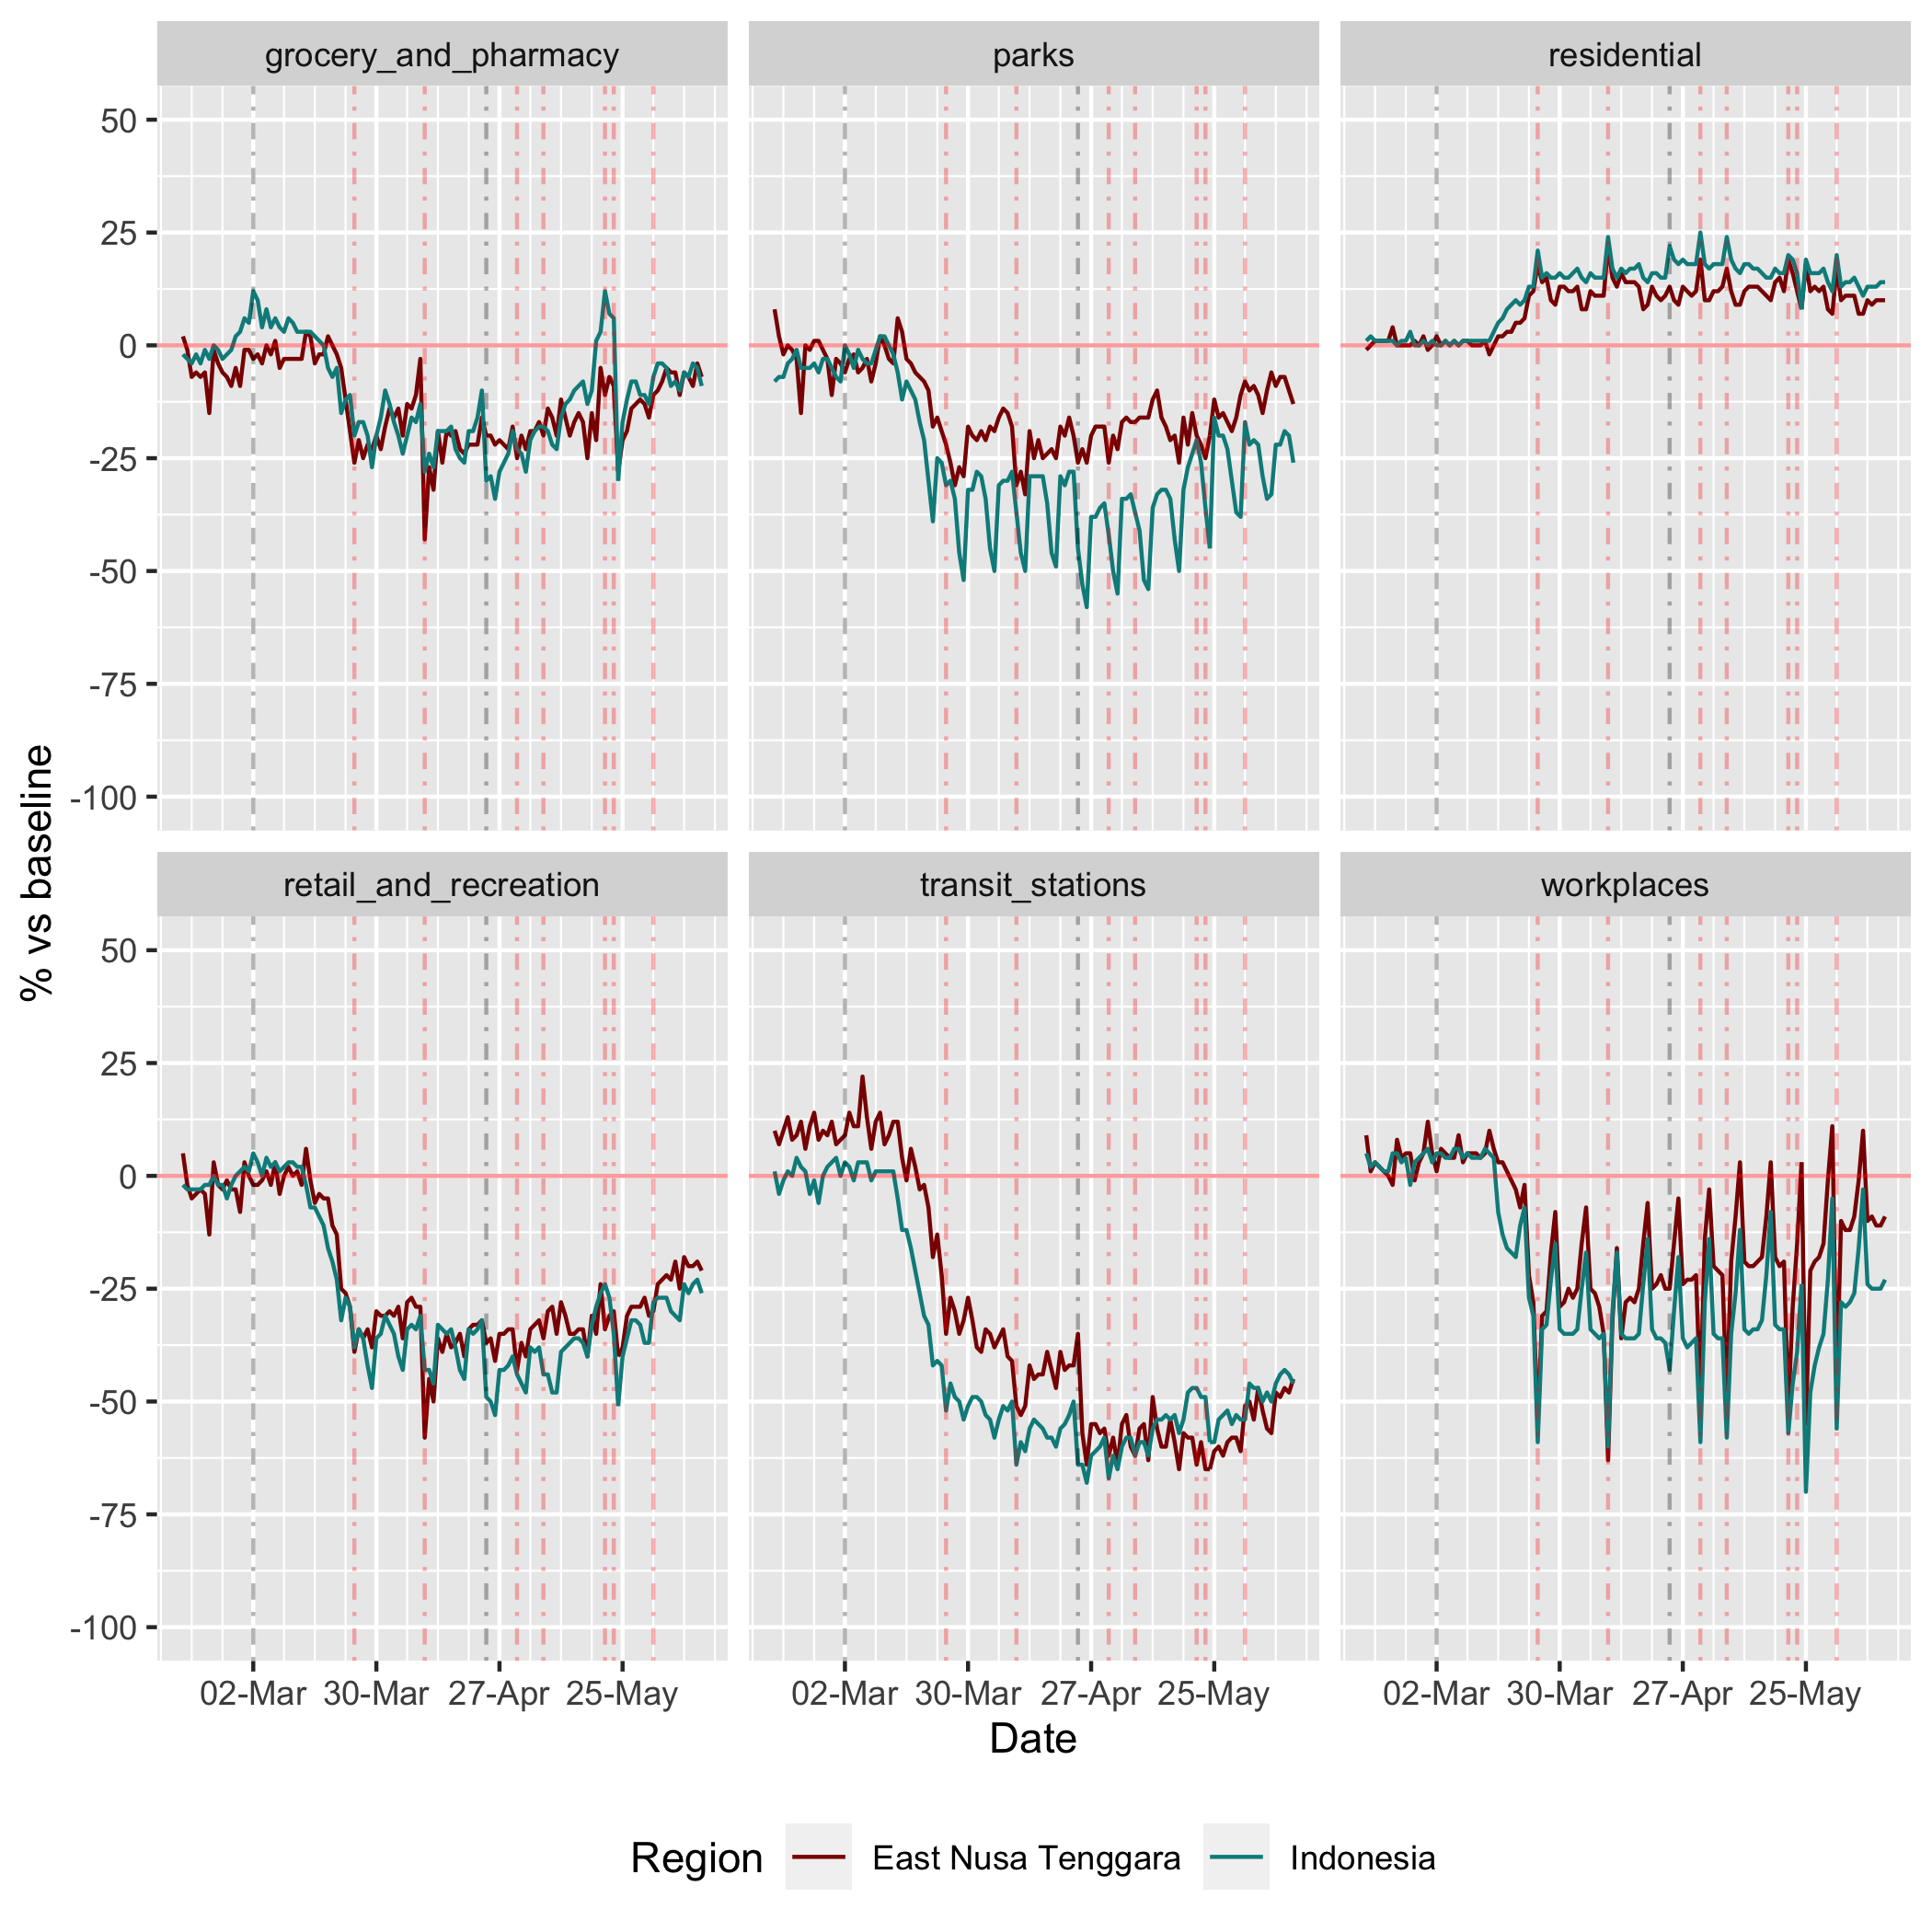 grocery_and_pharmacy parks residential
50
25
0
-25
-50
-75
-100
% vs baseline
retail_and_recreation transit_stations workplaces
50
25
0
-25
-50
-75
-100
02-Mar 30-Mar 27-Apr 25-May 02-Mar 30-Mar 27-Apr 25-May 02-Mar 30-Mar 27-Apr 25-May
Date
Region East Nusa Tenggara Indonesia